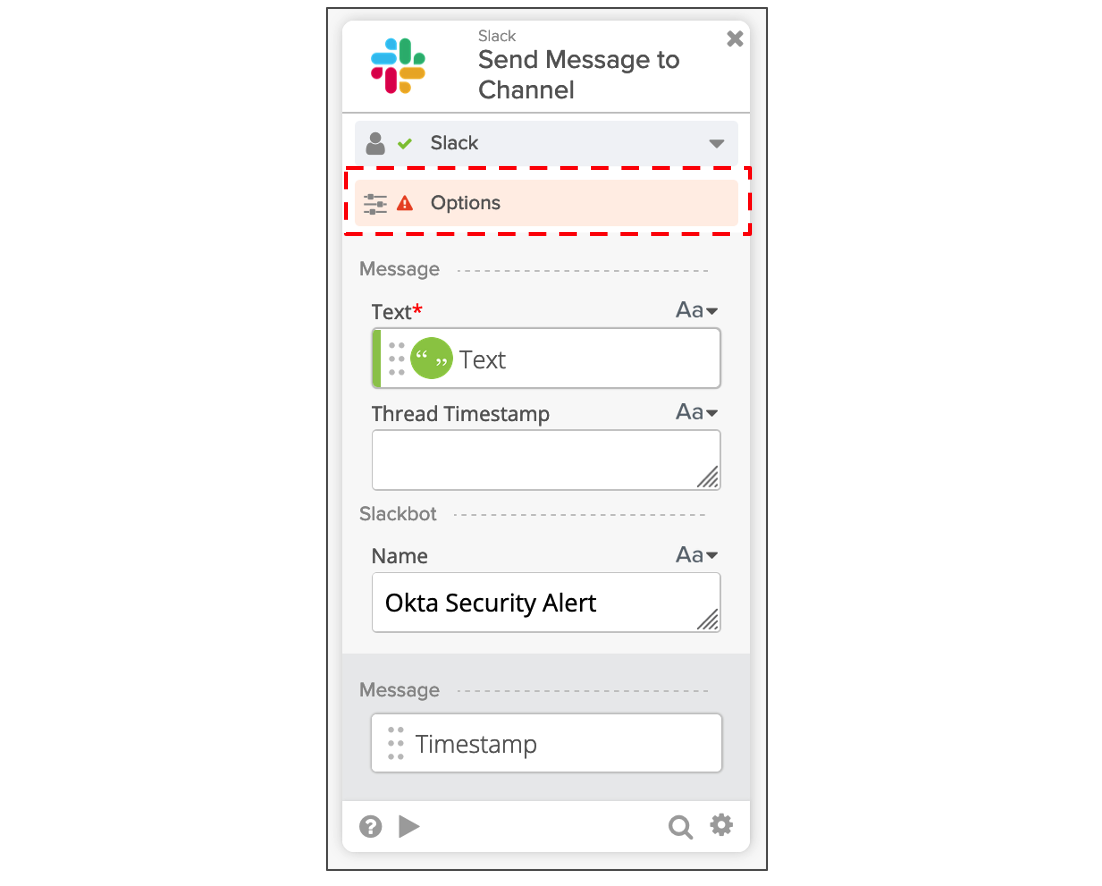 Slack
Send Message to
Channel
Slack
Options
Message
Text*
Aa
“ ” Text
Thread Timestamp
Aa
Slackbot
Name
Aa
Okta Security Alert
Message
Timestamp
?